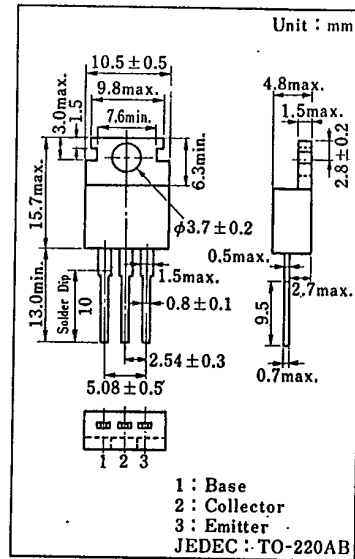 Unit : mm
10.5 ± 0.5
9.8max.
7.6min.
3.0max.
1.5
6.3min.
15.7max.
φ3.7 ± 0.2
13.0min.
Solder Dip
10
1.5max.
0.8 ± 0.1
2.54 ± 0.3
5.08 ± 0.5
4.8max.
1.5max.
2.8 ± 0.2
0.5max.
2.7max.
9.5
0.7max.
1 2 3
1 : Base
2 : Collector
3 : Emitter
JEDEC : TO-220AB